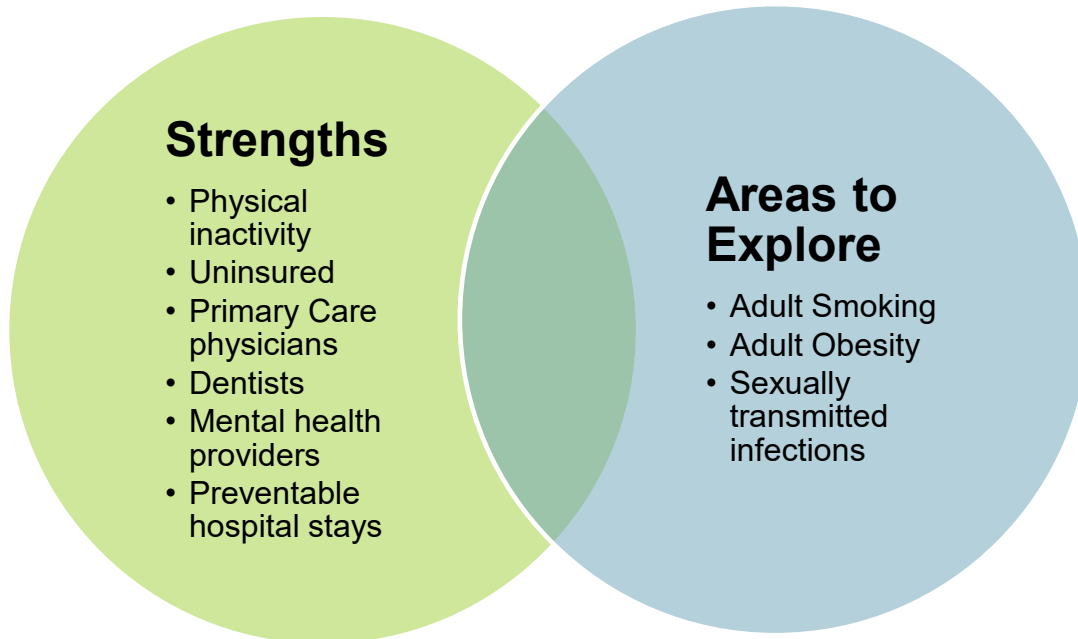 Strengths
• Physical
inactivity
• Uninsured
• Primary Care
physicians
• Dentists
• Mental health
providers
• Preventable
hospital stays
Areas to
Explore
• Adult Smoking
• Adult Obesity
• Sexually
transmitted
infections